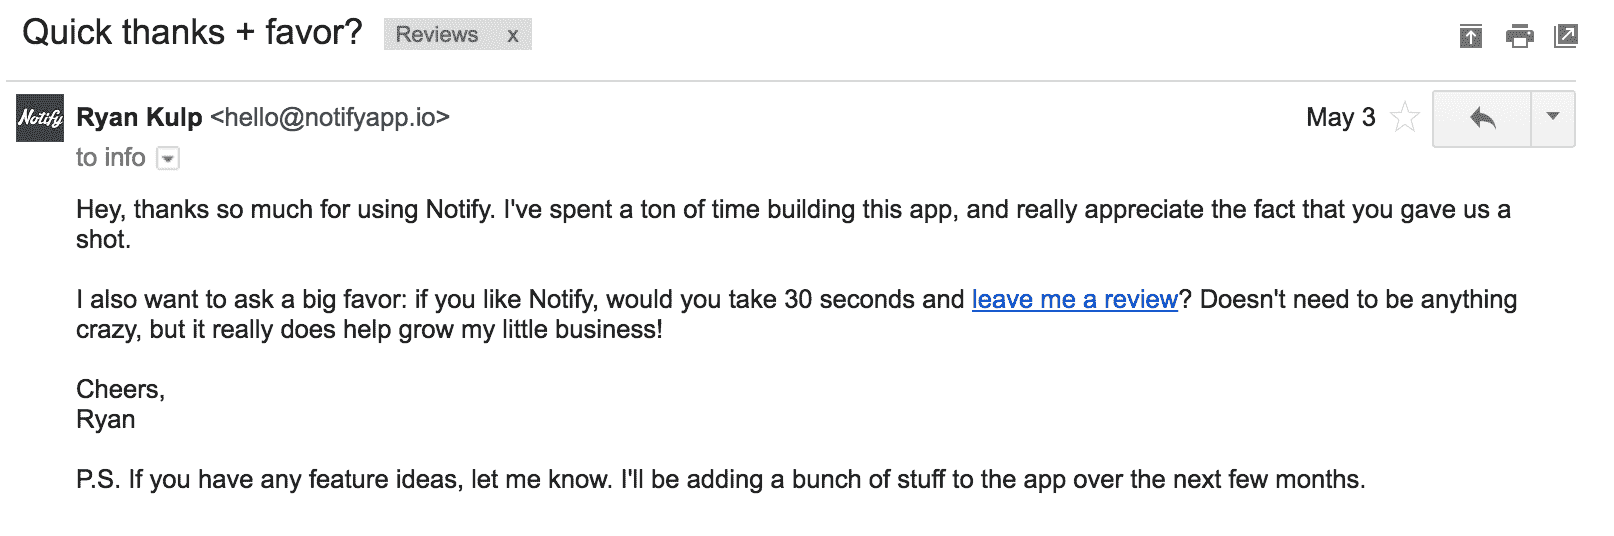 Quick thanks + favor? Reviews x
Notify Ryan Kulp <hello@notifyapp.io> May 3
to info
Hey, thanks so much for using Notify. I've spent a ton of time building this app, and really appreciate the fact that you gave us a
shot.
I also want to ask a big favor: if you like Notify, would you take 30 seconds and leave me a review? Doesn't need to be anything
crazy, but it really does help grow my little business!
Cheers,
Ryan
P.S. If you have any feature ideas, let me know. I'll be adding a bunch of stuff to the app over the next few months.